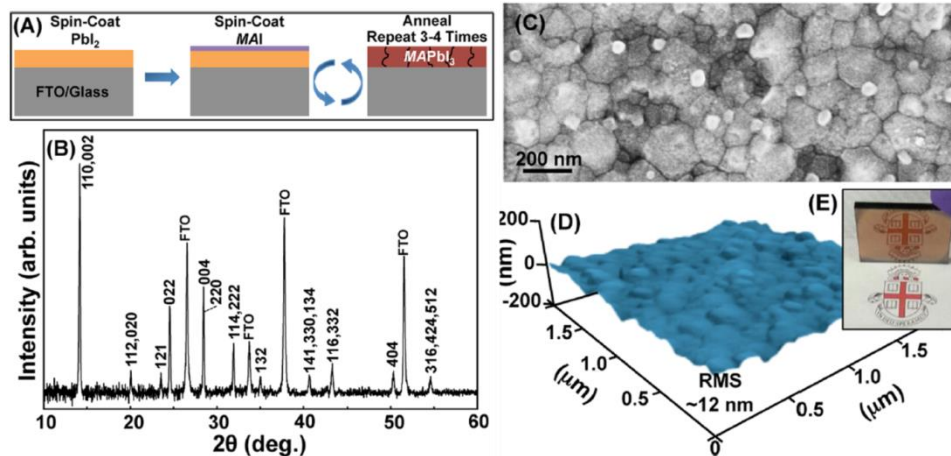 (A)
Spin-Coat
PbI2
FTO/Glass
Spin-Coat
MAI
Anneal
Repeat 3-4 Times
MAPbI3
(B)
Intensity (arb. units)
110,002
112,020
121
022
FTO
004
220
114,222
FTO
132
FTO
141,330,134
116,332
404
FTO
316,424,512
10 20 30 40 50 60
2θ (deg.)
(C)
200 nm
(D)
(nm)
200
0
-200
1.5
1.0
0.5
(μm)
RMS
~12 nm
0
0.5
1.0
1.5
(μm)
(E)